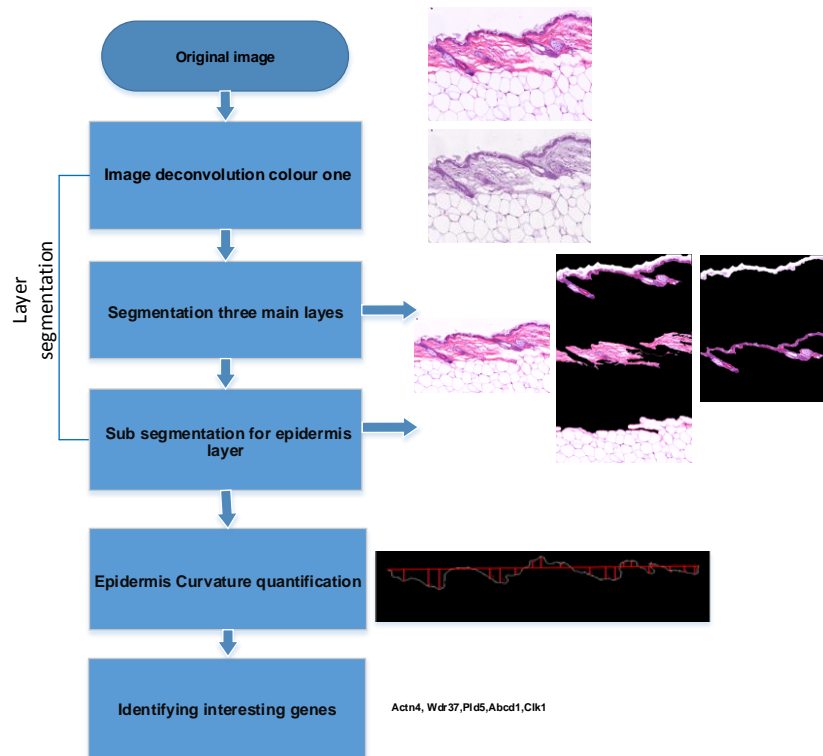 Original image
Image deconvolution colour one
Layer
segmentation
Segmentation three main layes
Sub segmentation for epidermis
layer
Epidermis Curvature quantification
Identifying interesting genes
Actn4, Wdr37,Pld5,Abcd1,Clk1